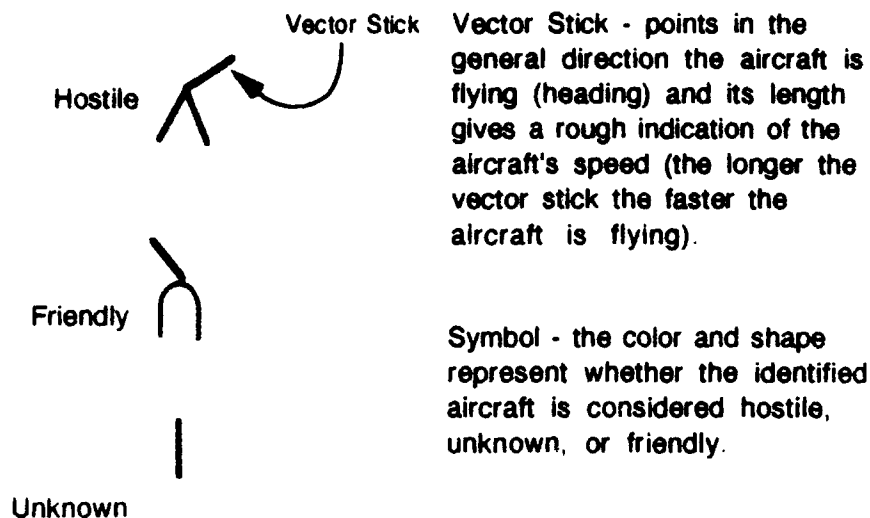 Vector Stick
Hostile
Friendly
Unknown
Vector Stick - points in the
general direction the aircraft is
flying (heading) and its length
gives a rough indication of the
aircraft's speed (the longer the
vector stick the faster the
aircraft is flying).
Symbol - the color and shape
represent whether the identified
aircraft is considered hostile,
unknown, or friendly.